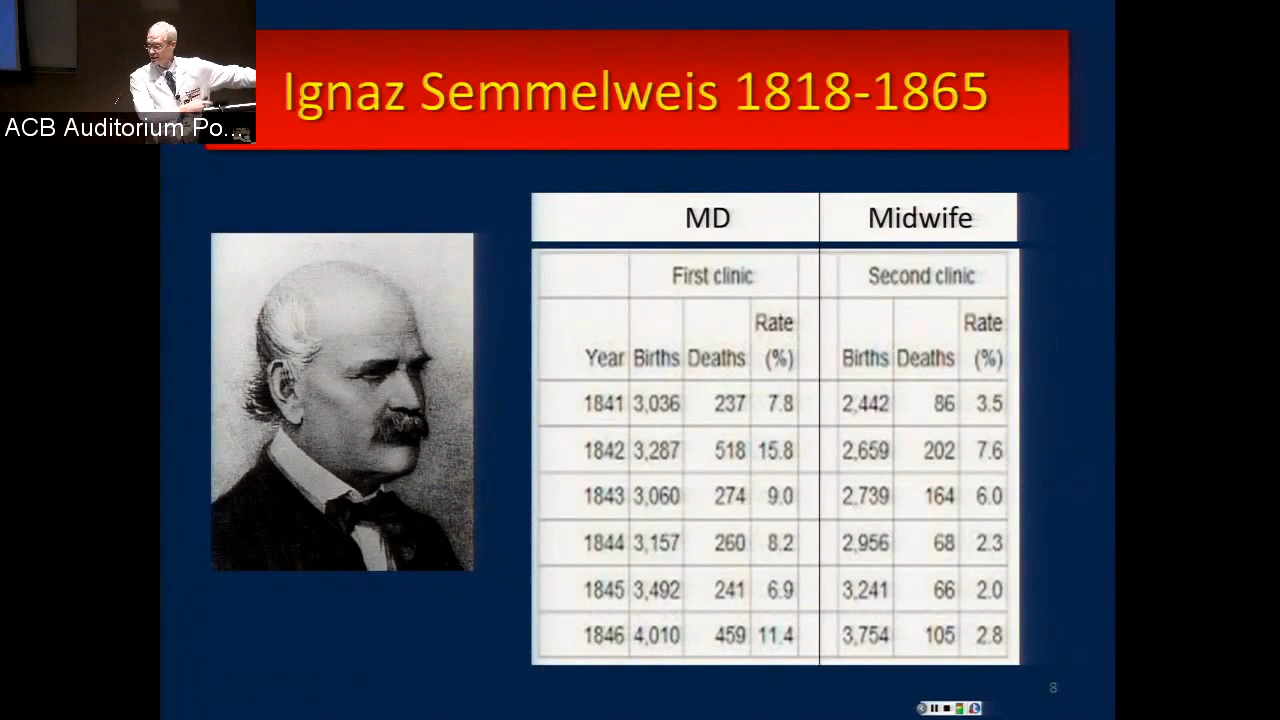 ACB Auditorium Po...
Ignaz Semmelweis 1818-1865
MD Midwife
First clinic Second clinic
Year Births Deaths Rate (%) Births Deaths Rate (%)
1841 3,036 237 7.8 2,442 86 3.5
1842 3,287 518 15.8 2,659 202 7.6
1843 3,060 274 9.0 2,739 164 6.0
1844 3,157 260 8.2 2,956 68 2.3
1845 3,492 241 6.9 3,241 66 2.0
1846 4,010 459 11.4 3,754 105 2.8
8